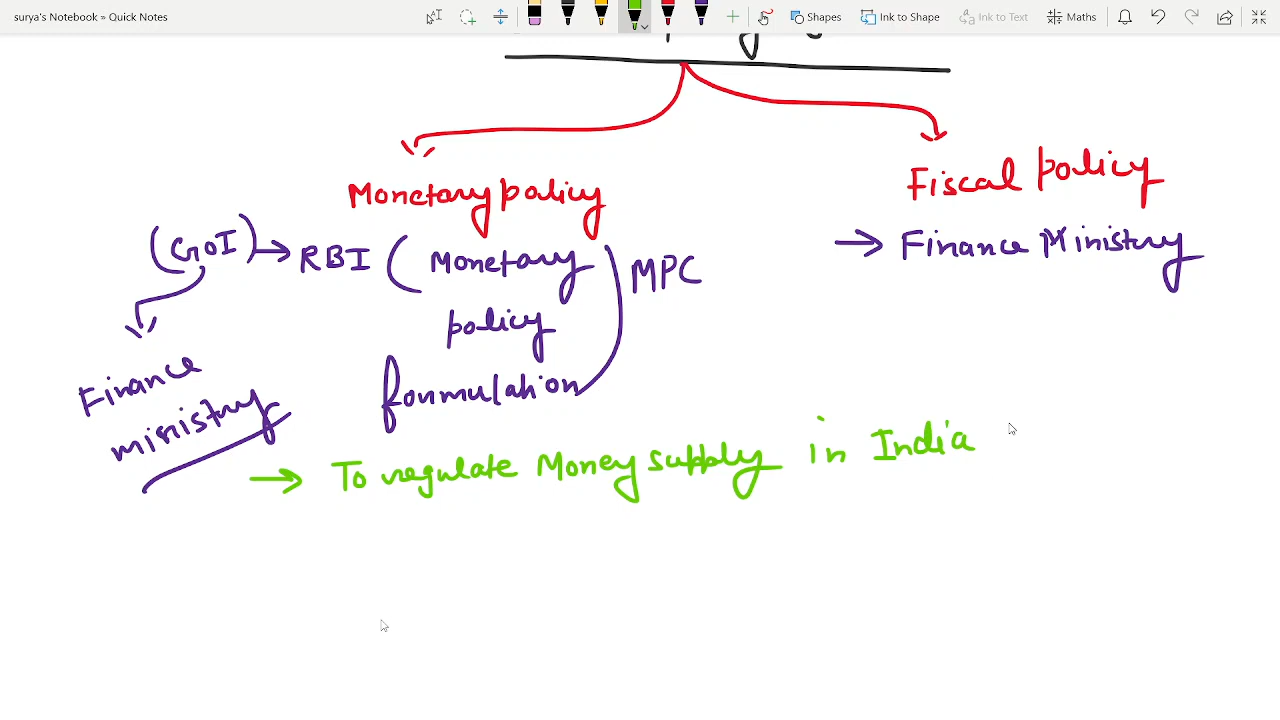 surya's Notebook » Quick Notes
Shapes
Ink to Shape
Ink to Text
Maths
Monetary policy
Fiscal policy
(GOI) → RBI ( Monetary policy formulation ) MPC
→ Finance Ministry
Finance
ministry
→ To regulate Money supply in India